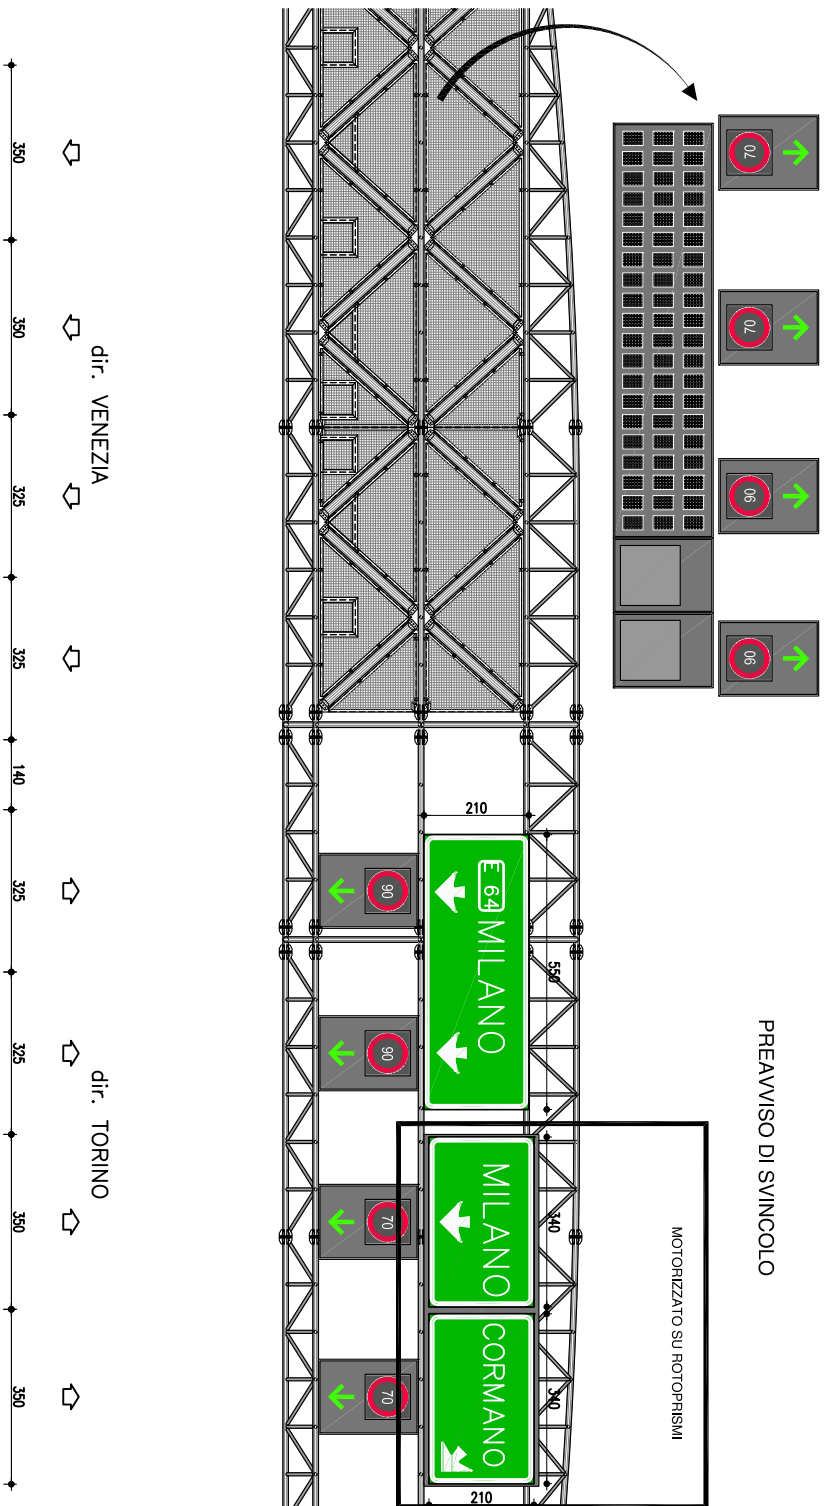 PREAVVISO DI SVINCOLO
70 70 90 90
MOTORIZZATO SU ROTOPRISMI
550 340 340
210
E 64 MILANO
MILANO
CORMANO
210
90 90 70 70
dir. VENEZIA
dir. TORINO
350 350 325 325 140 325 325 350 350